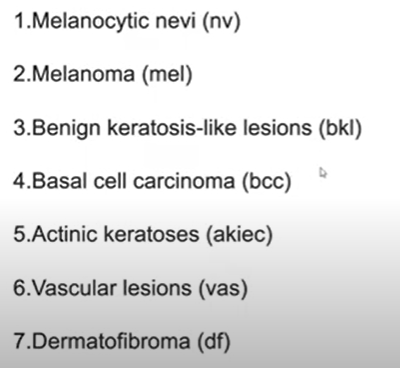 1.Melanocytic nevi (nv)
2.Melanoma (mel)
3.Benign keratosis-like lesions (bkl)
4.Basal cell carcinoma (bcc)
5.Actinic keratoses (akiec)
6.Vascular lesions (vas)
7.Dermatofibroma (df)